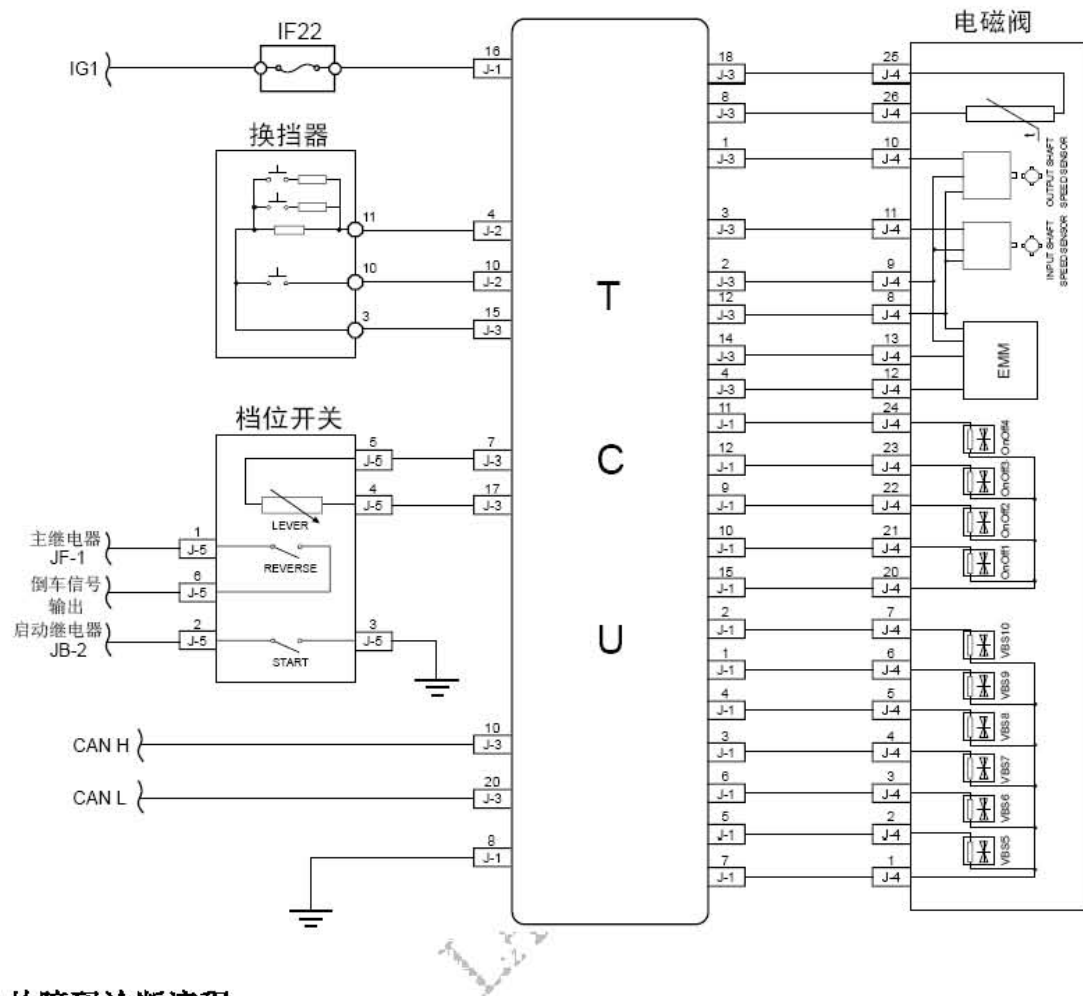 电磁阀
IF22
IG1
16
J-1
18
J-3
25
J-4
8
J-3
26
J-4
t
换挡器
1
J-3
10
J-4
OUTPUT SHAFT
SPEED SENSOR
11
4
J-2
3
J-3
11
J-4
INPUT SHAFT
SPEED SENSOR
10
10
J-2
2
J-3
9
J-4
3
15
J-3
12
J-3
8
J-4
T
14
J-3
13
J-4
EMM
4
J-3
12
J-4
档位开关
11
J-1
24
J-4
OnOff4
5
J-5
7
J-3
C
12
J-1
23
J-4
OnOff3
4
J-5
17
J-3
9
J-1
22
J-4
OnOff2
LEVER
主继电器
JF-1
1
J-5
REVERSE
10
J-1
21
J-4
OnOff1
倒车信号
输出
6
J-5
15
J-1
20
J-4
启动继电器
JB-2
2
J-5
START
3
J-5
U
2
J-1
7
J-4
VBS10
1
J-1
6
J-4
VBS9
4
J-1
5
J-4
VBS8
CAN H
10
J-3
3
J-1
4
J-4
VBS7
CAN L
20
J-3
6
J-1
3
J-4
VBS6
8
J-1
5
J-1
2
J-4
VBS5
7
J-1
1
J-4